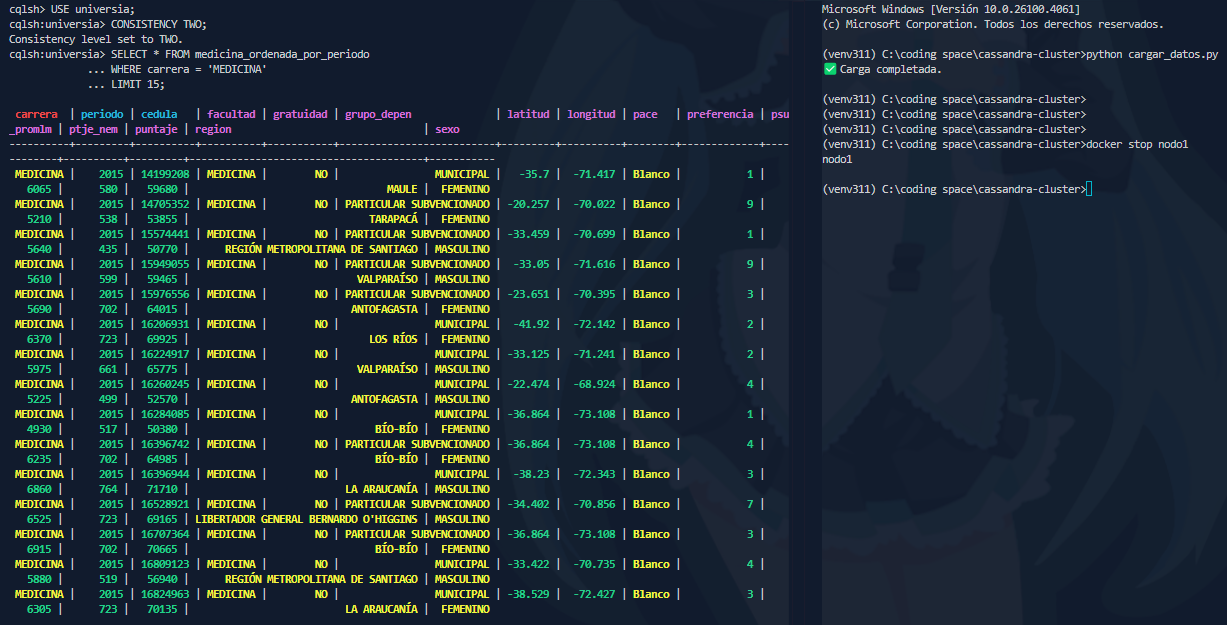 cqlsh> USE universia;
cqlsh:universia> CONSISTENCY TWO;
Consistency level set to TWO.
cqlsh:universia> SELECT * FROM medicina_ordenada_por_periodo
... WHERE carrera = 'MEDICINA'
... LIMIT 15;
carrera | periodo | cedula | facultad | gratuidad | grupo_depen | latitud | longitud | pace | preferencia | psu
_promlm | ptje_nem | puntaje | region | sexo
----------+---------+----------+----------+-----------+------------------------+---------+----------+--------+-------------+----
--------+----------+---------+-------------------------------------+-----------
MEDICINA | 2015 | 14199208 | MEDICINA | NO | MUNICIPAL | -35.7 | -71.417 | Blanco | 1 |
6065 | 580 | 59680 | MAULE | FEMENINO
MEDICINA | 2015 | 14705352 | MEDICINA | NO | PARTICULAR SUBVENCIONADO | -20.257 | -70.022 | Blanco | 9 |
5210 | 538 | 53855 | TARAPACÁ | FEMENINO
MEDICINA | 2015 | 15574441 | MEDICINA | NO | PARTICULAR SUBVENCIONADO | -33.459 | -70.699 | Blanco | 1 |
5640 | 435 | 50770 | REGIÓN METROPOLITANA DE SANTIAGO | MASCULINO
MEDICINA | 2015 | 15949055 | MEDICINA | NO | PARTICULAR SUBVENCIONADO | -33.05 | -71.616 | Blanco | 9 |
5610 | 599 | 59465 | VALPARAÍSO | MASCULINO
MEDICINA | 2015 | 15976556 | MEDICINA | NO | PARTICULAR SUBVENCIONADO | -23.651 | -70.395 | Blanco | 3 |
5690 | 702 | 64015 | ANTOFAGASTA | FEMENINO
MEDICINA | 2015 | 16206931 | MEDICINA | NO | MUNICIPAL | -41.92 | -72.142 | Blanco | 2 |
6370 | 723 | 69925 | LOS RÍOS | FEMENINO
MEDICINA | 2015 | 16224917 | MEDICINA | NO | MUNICIPAL | -33.125 | -71.241 | Blanco | 2 |
5975 | 661 | 65775 | VALPARAÍSO | MASCULINO
MEDICINA | 2015 | 16260245 | MEDICINA | NO | MUNICIPAL | -22.474 | -68.924 | Blanco | 4 |
5225 | 499 | 52570 | ANTOFAGASTA | MASCULINO
MEDICINA | 2015 | 16284085 | MEDICINA | NO | MUNICIPAL | -36.864 | -73.108 | Blanco | 1 |
4930 | 517 | 50380 | BÍO-BÍO | FEMENINO
MEDICINA | 2015 | 16396742 | MEDICINA | NO | PARTICULAR SUBVENCIONADO | -36.864 | -73.108 | Blanco | 4 |
6235 | 702 | 64985 | BÍO-BÍO | FEMENINO
MEDICINA | 2015 | 16396944 | MEDICINA | NO | MUNICIPAL | -38.23 | -72.343 | Blanco | 3 |
6860 | 764 | 71710 | LA ARAUCANÍA | MASCULINO
MEDICINA | 2015 | 16528921 | MEDICINA | NO | PARTICULAR SUBVENCIONADO | -34.402 | -70.856 | Blanco | 7 |
6525 | 723 | 69165 | LIBERTADOR GENERAL BERNARDO O'HIGGINS | MASCULINO
MEDICINA | 2015 | 16707364 | MEDICINA | NO | PARTICULAR SUBVENCIONADO | -36.864 | -73.108 | Blanco | 3 |
6915 | 702 | 70665 | BÍO-BÍO | FEMENINO
MEDICINA | 2015 | 16809123 | MEDICINA | NO | MUNICIPAL | -33.422 | -70.735 | Blanco | 4 |
5880 | 519 | 56940 | REGIÓN METROPOLITANA DE SANTIAGO | MASCULINO
MEDICINA | 2015 | 16824963 | MEDICINA | NO | MUNICIPAL | -38.529 | -72.427 | Blanco | 3 |
6305 | 723 | 70135 | LA ARAUCANÍA | FEMENINO
Microsoft Windows [Versión 10.0.26100.4061]
(c) Microsoft Corporation. Todos los derechos reservados.
(venv311) C:\coding space\cassandra-cluster>python cargar_datos.py
✅ Carga completada.
(venv311) C:\coding space\cassandra-cluster>
(venv311) C:\coding space\cassandra-cluster>
(venv311) C:\coding space\cassandra-cluster>
(venv311) C:\coding space\cassandra-cluster>docker stop nodo1
nodo1
(venv311) C:\coding space\cassandra-cluster>